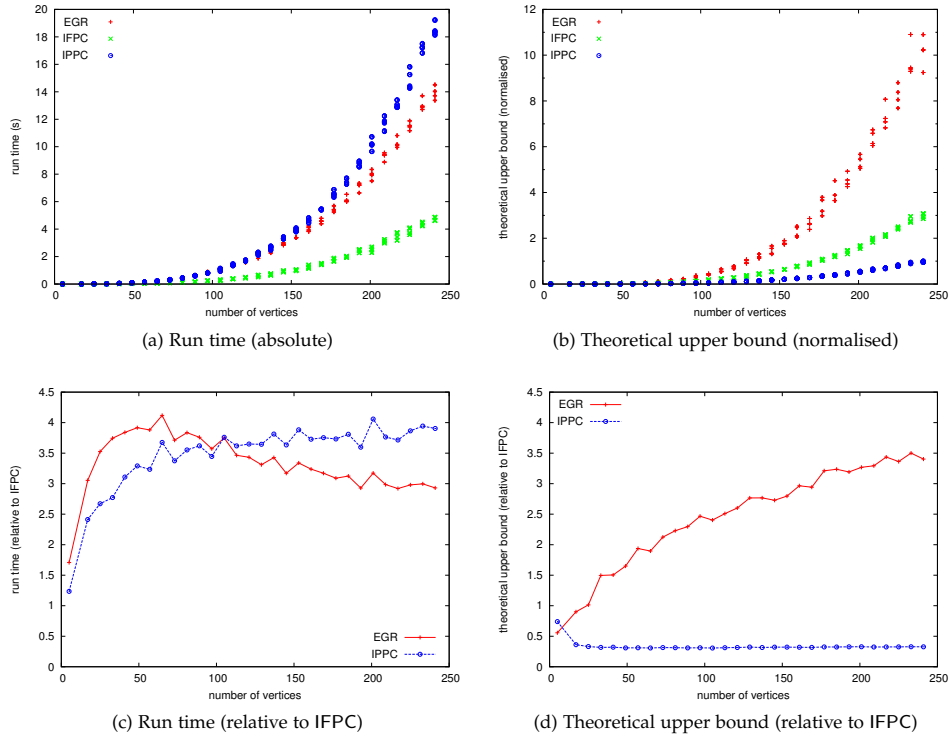 EGR
IFPC
IPPC
20
18
16
14
12
10
8
6
4
2
0
run time (s)
0
50
100
150
200
250
number of vertices
(a) Run time (absolute)
EGR
IFPC
IPPC
12
10
8
6
4
2
0
theoretical upper bound (normalised)
0
50
100
150
200
250
number of vertices
(b) Theoretical upper bound (normalised)
4.5
4
3.5
3
2.5
2
1.5
1
0.5
0
run time (relative to IFPC)
EGR
IPPC
0
50
100
150
200
250
number of vertices
(c) Run time (relative to IFPC)
EGR
IPPC
4.5
4
3.5
3
2.5
2
1.5
1
0.5
0
theoretical upper bound (relative to IFPC)
0
50
100
150
200
250
number of vertices
(d) Theoretical upper bound (relative to IFPC)